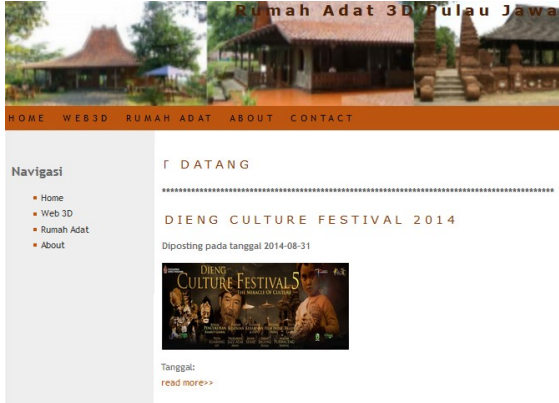 Rumah Adat 3D Pulau Jawa
HOME WEB3D RUMAH ADAT ABOUT CONTACT
Navigasi
Home
Web 3D
Rumah Adat
About
DATANG
DIENG CULTURE FESTIVAL 2014
Diposting pada tanggal 2014-08-31
DIENG
CULTURE FESTIVAL 5
THE MIRACLE OF CULTURE
Tanggal:
read more>>